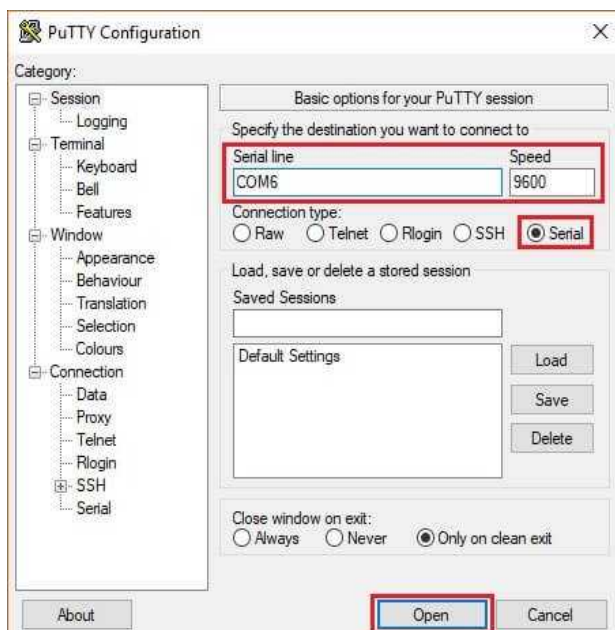 PuTTY Configuration
Category:
Session
Logging
Terminal
Keyboard
Bell
Features
Window
Appearance
Behaviour
Translation
Selection
Colours
Connection
Data
Proxy
Telnet
Rlogin
SSH
Serial
Basic options for your PuTTY session
Specify the destination you want to connect to
Serial line Speed
COM6 9600
Connection type:
Raw Telnet Rlogin SSH Serial
Load, save or delete a stored session
Saved Sessions
Default Settings
Load
Save
Delete
Close window on exit:
Always Never Only on clean exit
About Open Cancel